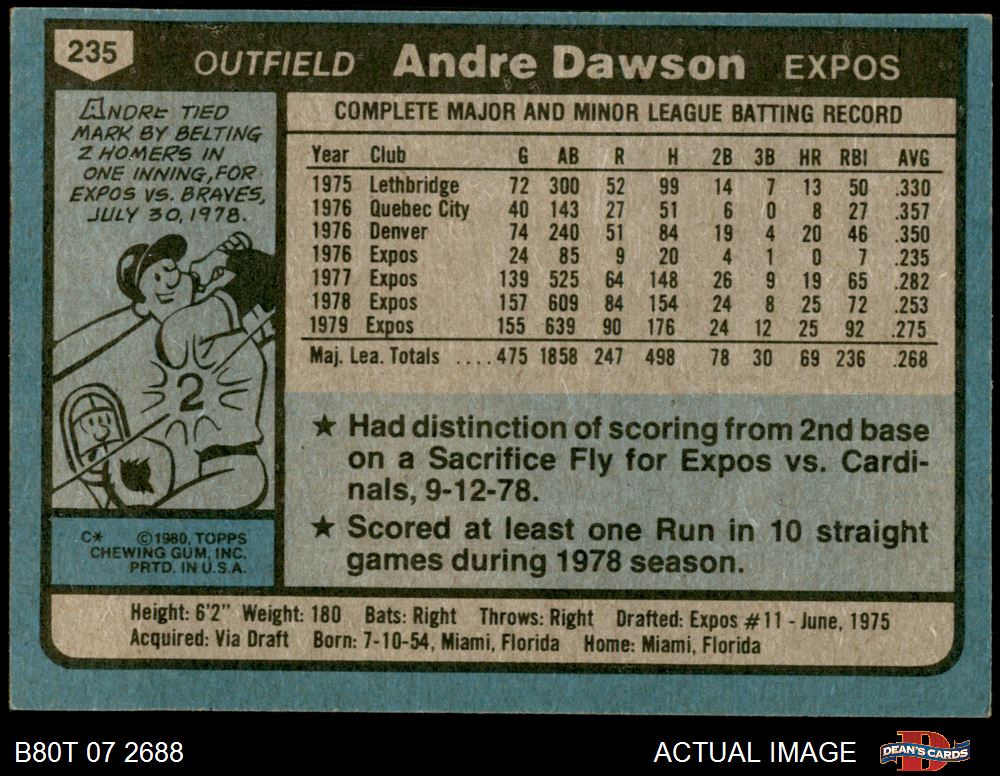 235
OUTFIELD Andre Dawson EXPOS
ANDRE TIED
MARK BY BELTING
2 HOMERS IN
ONE INNING, FOR
EXPOS VS. BRAVES,
JULY 30, 1978.
2
C* ©1980, TOPPS
CHEWING GUM, INC.
PRTD. IN U.S.A.
COMPLETE MAJOR AND MINOR LEAGUE BATTING RECORD
Year Club G AB R H 2B 3B HR RBI AVG
1975 Lethbridge 72 300 52 99 14 7 13 50 .330
1976 Quebec City 40 143 27 51 6 0 8 27 .357
1976 Denver 74 240 51 84 19 4 20 46 .350
1976 Expos 24 85 9 20 4 1 0 7 .235
1977 Expos 139 525 64 148 26 9 19 65 .282
1978 Expos 157 609 84 154 24 8 25 72 .253
1979 Expos 155 639 90 176 24 12 25 92 .275
Maj. Lea. Totals ....475 1858 247 498 78 30 69 236 .268
★ Had distinction of scoring from 2nd base
on a Sacrifice Fly for Expos vs. Cardi-
nals, 9-12-78.
★ Scored at least one Run in 10 straight
games during 1978 season.
Height: 6'2" Weight: 180 Bats: Right Throws: Right Drafted: Expos #11 - June, 1975
Acquired: Via Draft Born: 7-10-54, Miami, Florida Home: Miami, Florida
B80T 07 2688 ACTUAL IMAGE DEAN'S CARDS